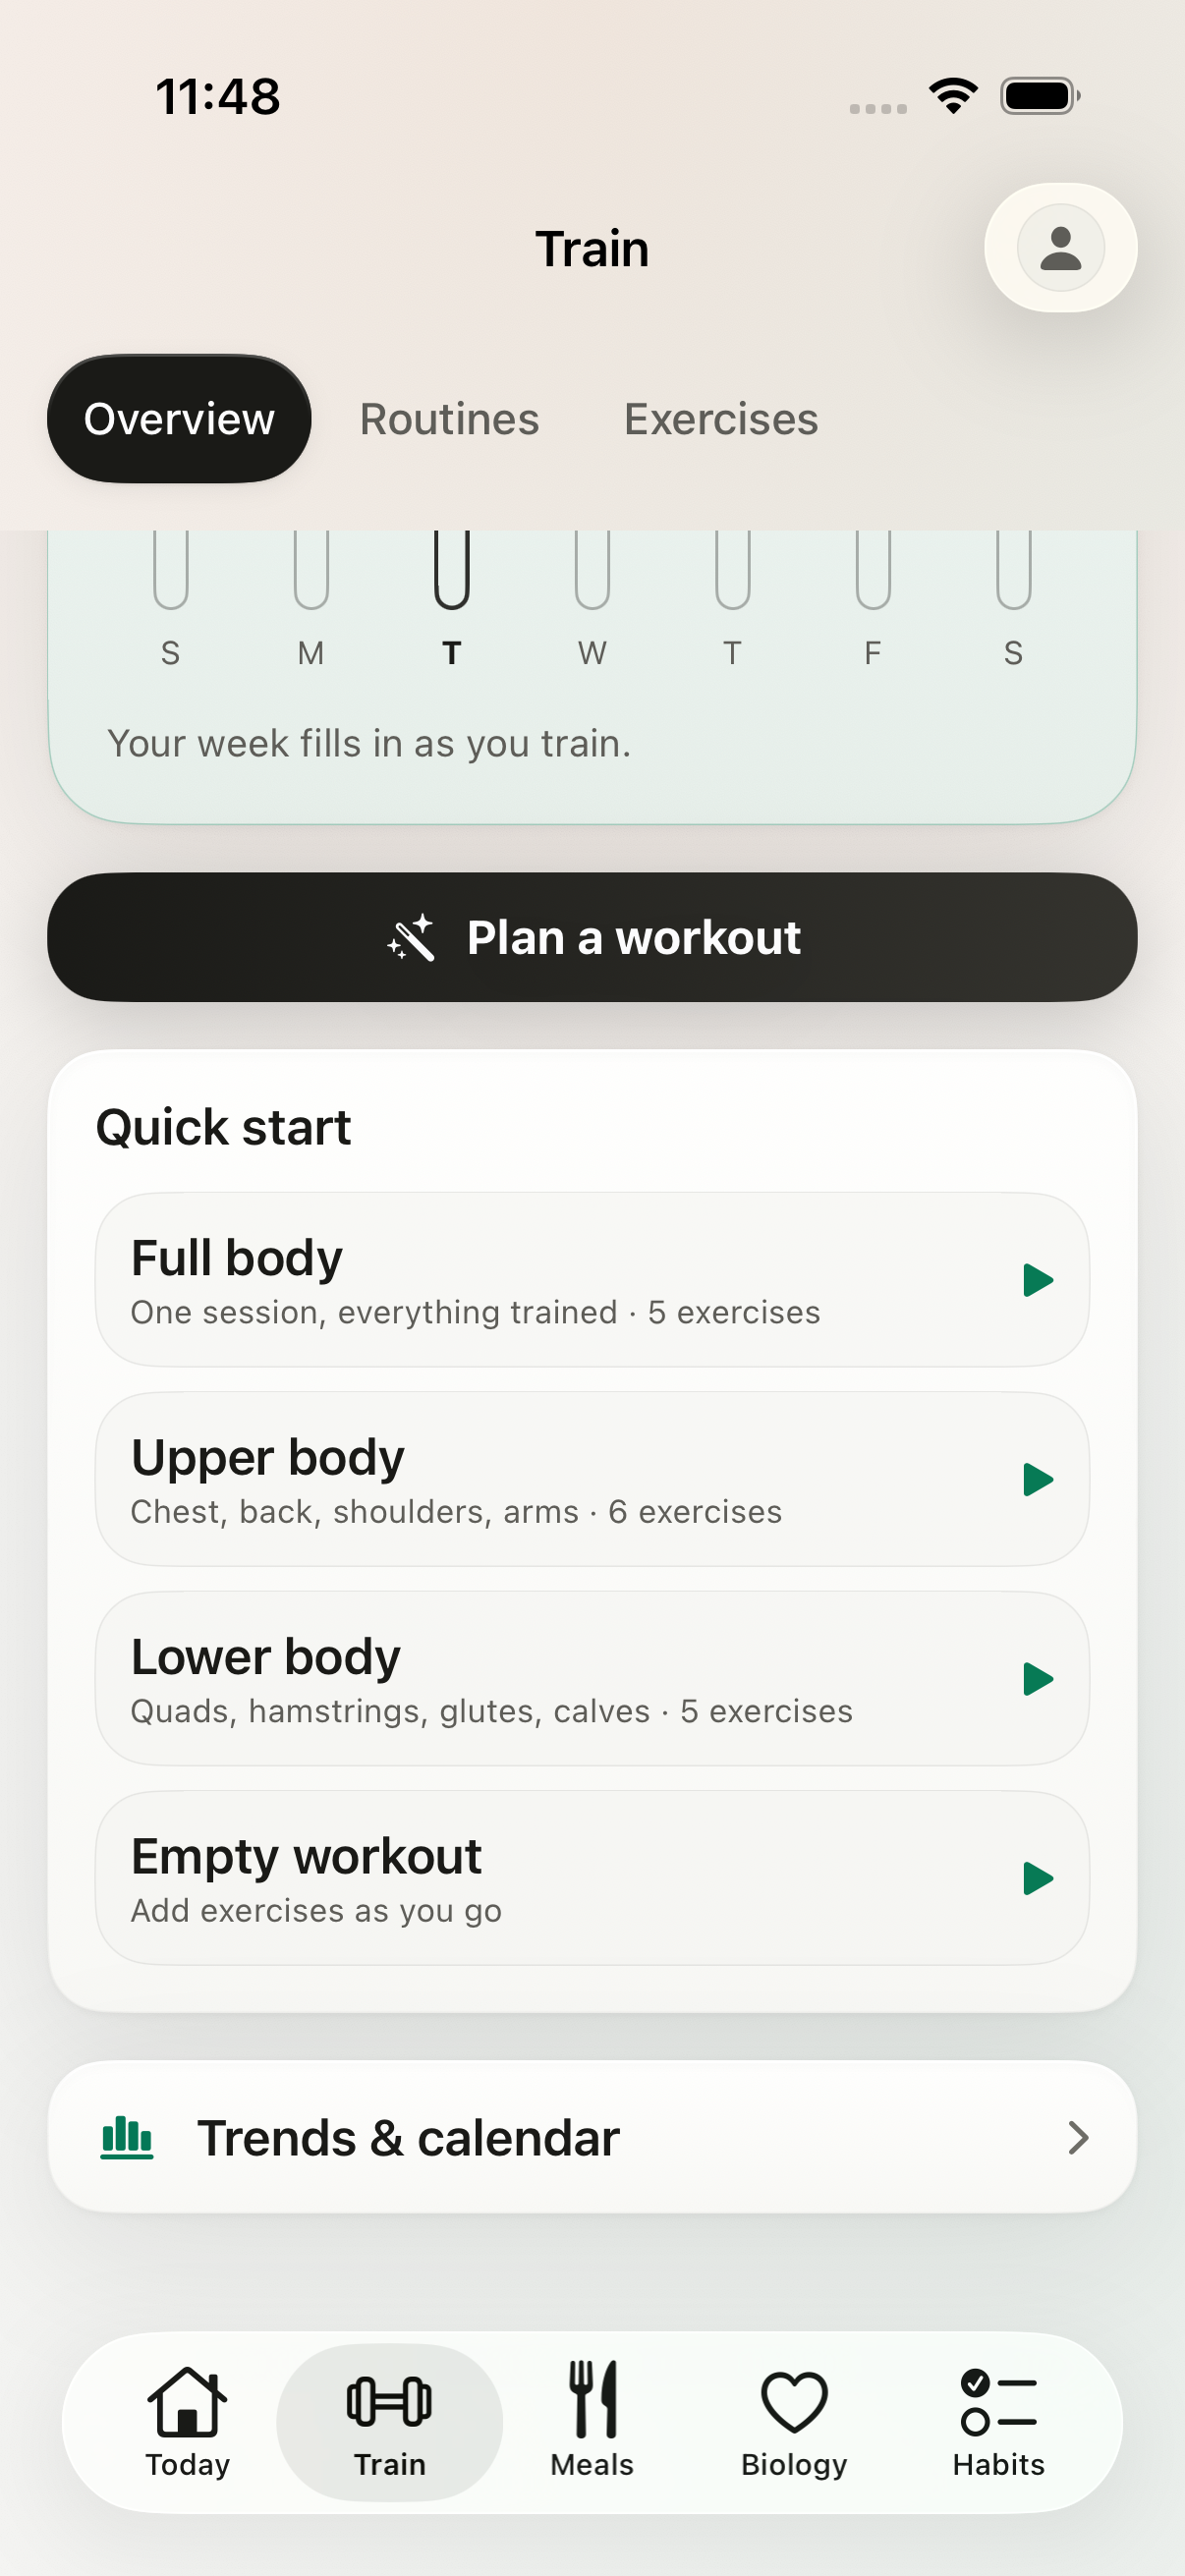 11:48
Train
Overview Routines Exercises
S M T W T F S
Your week fills in as you train.
Plan a workout
Quick start
Full body
One session, everything trained · 5 exercises
Upper body
Chest, back, shoulders, arms · 6 exercises
Lower body
Quads, hamstrings, glutes, calves · 5 exercises
Empty workout
Add exercises as you go
Trends & calendar
Today Train Meals Biology Habits